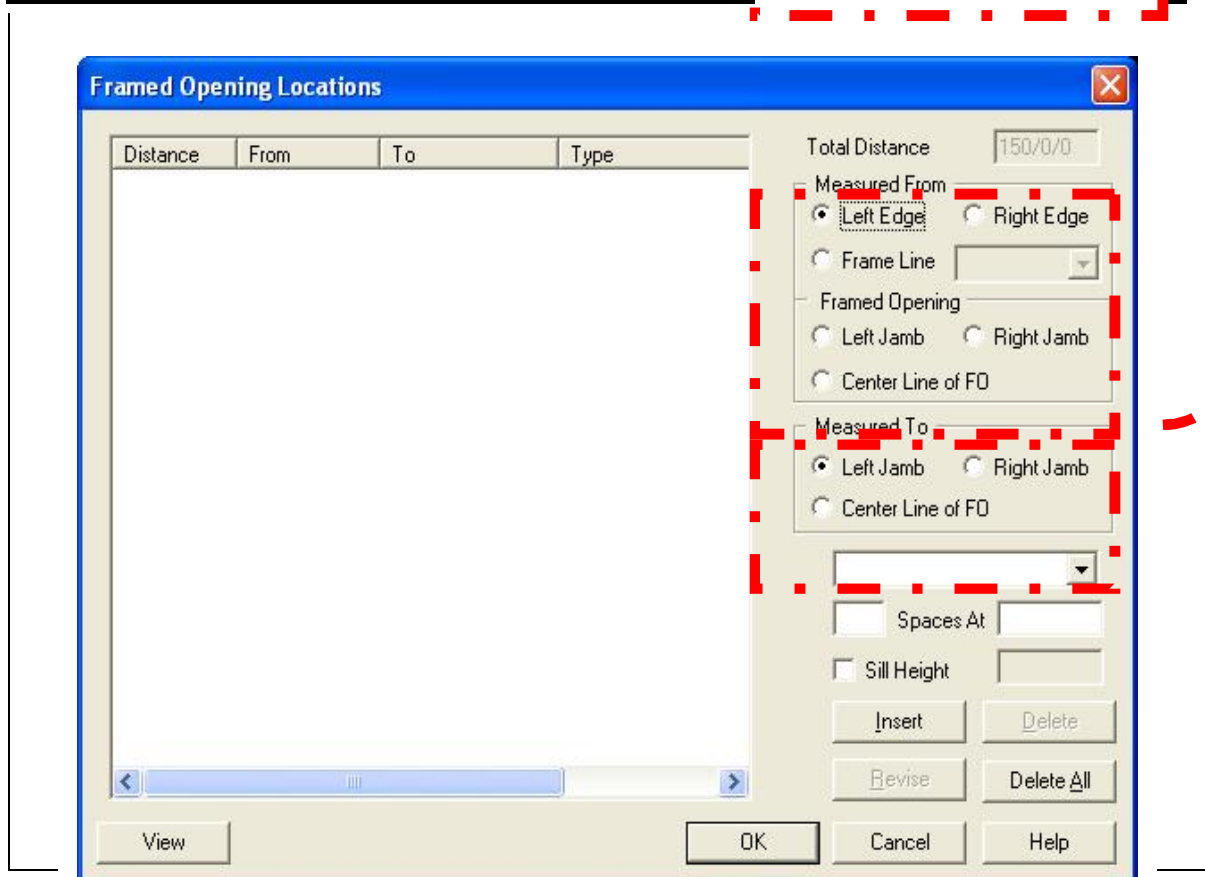 Framed Opening Locations
Distance From To Type
Total Distance 150/0/0
Measured From
Left Edge Right Edge
Frame Line
Framed Opening
Left Jamb Right Jamb
Center Line of FO
Measured To
Left Jamb Right Jamb
Center Line of FO
Spaces At
Sill Height
Insert Delete
Revise Delete All
View OK Cancel Help